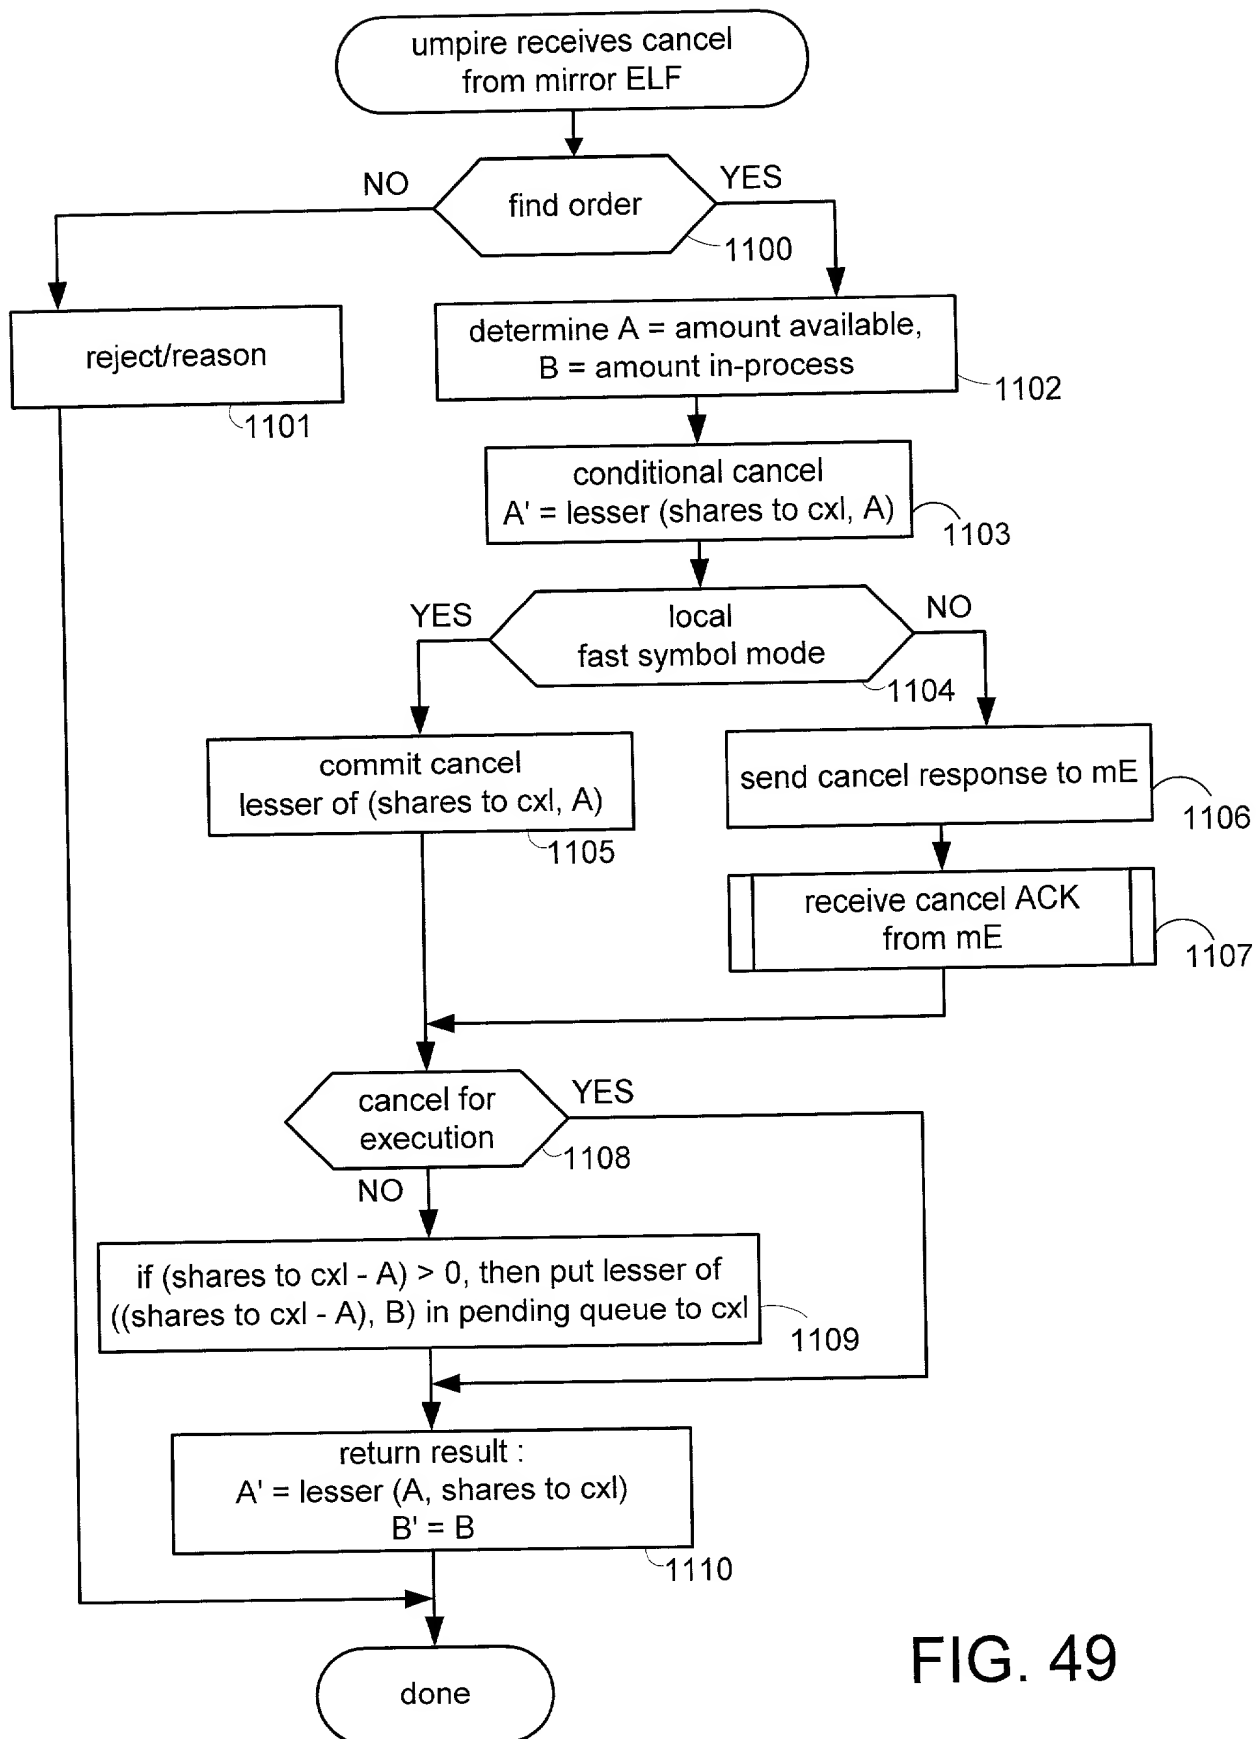 umpire receives cancel
from mirror ELF
NO
YES
find order
1100
reject/reason
1101
determine A = amount available,
B = amount in-process
1102
conditional cancel
A' = lesser (shares to cxl, A)
1103
YES
NO
local
fast symbol mode
1104
commit cancel
lesser of (shares to cxl, A)
1105
send cancel response to mE
1106
receive cancel ACK
from mE
1107
cancel for
execution
YES
1108
NO
if (shares to cxl - A) > 0, then put lesser of
((shares to cxl - A), B) in pending queue to cxl
1109
return result :
A' = lesser (A, shares to cxl)
B' = B
1110
done
FIG. 49